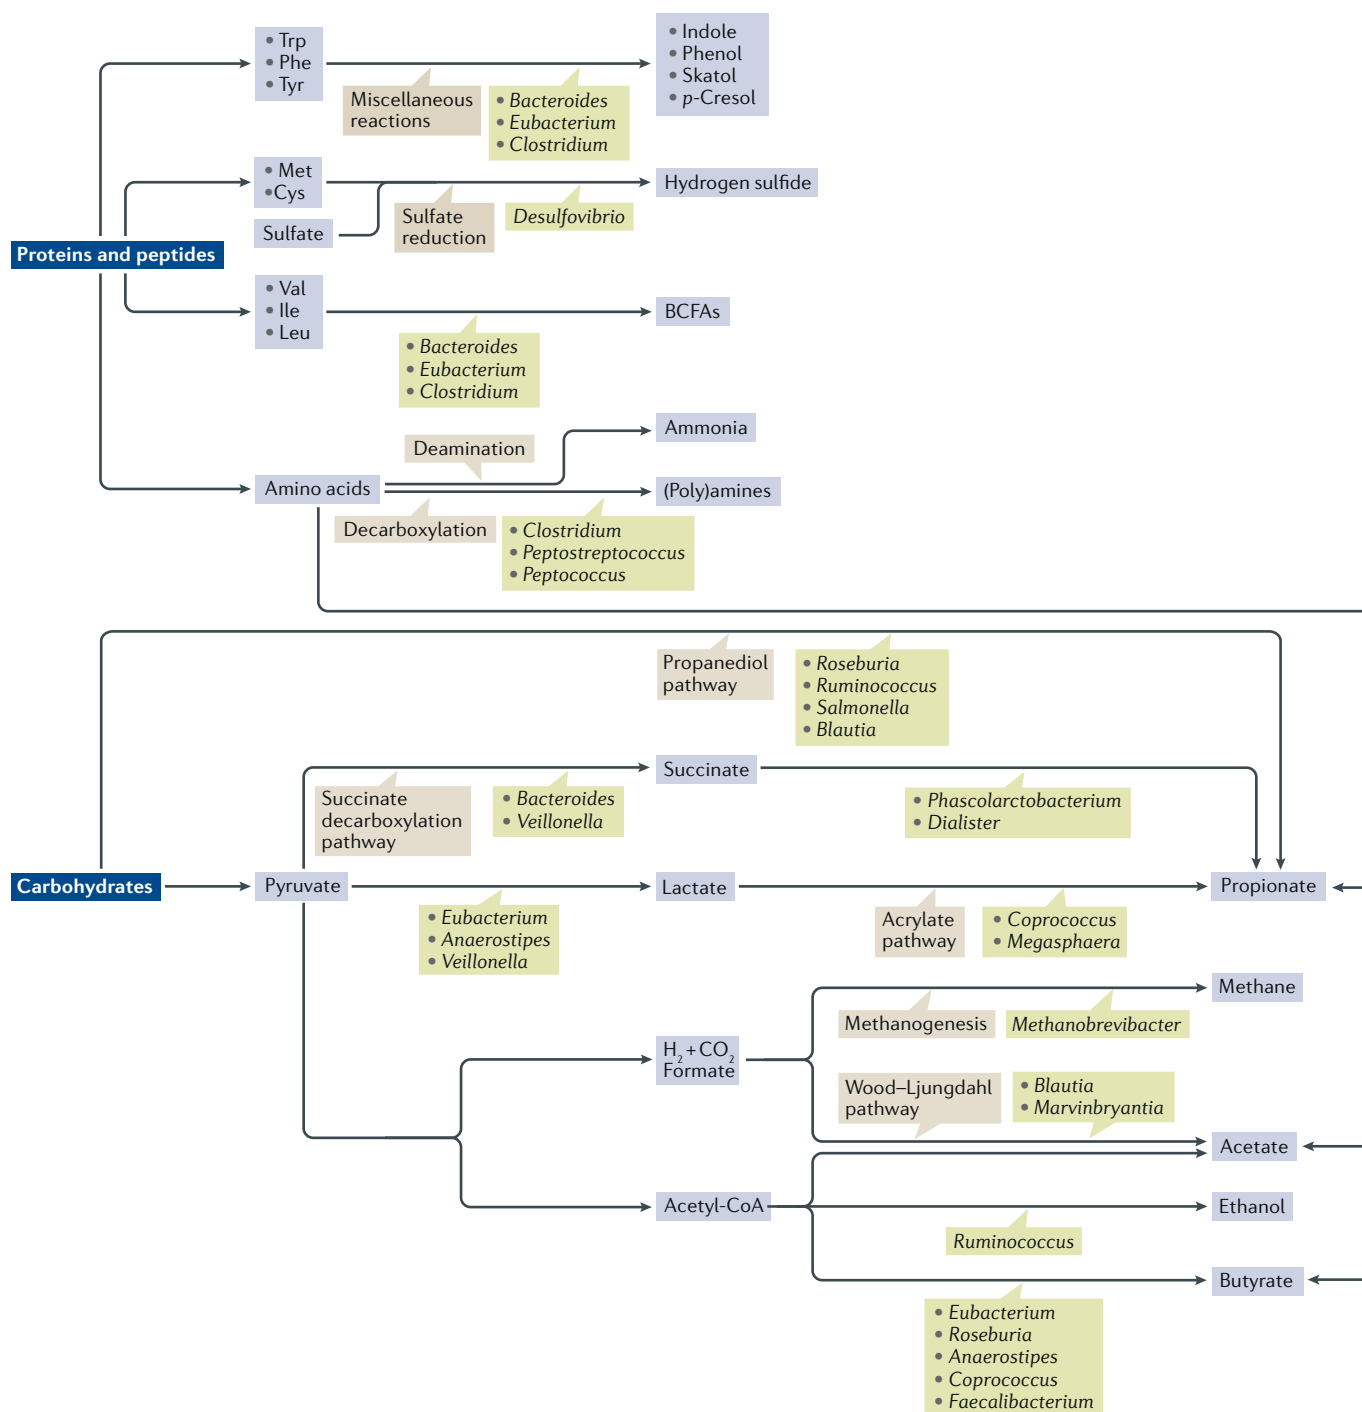 • Trp
• Phe
• Tyr
Miscellaneous
reactions
• Bacteroides
• Eubacterium
• Clostridium
• Indole
• Phenol
• Skatol
• p-Cresol
• Met
•Cys
Sulfate
Sulfate
reduction
Desulfovibrio
Hydrogen sulfide
Proteins and peptides
• Val
• Ile
• Leu
• Bacteroides
• Eubacterium
• Clostridium
BCFAs
Ammonia
Deamination
Amino acids
(Poly)amines
Decarboxylation
• Clostridium
• Peptostreptococcus
• Peptococcus
Propanediol
pathway
• Roseburia
• Ruminococcus
• Salmonella
• Blautia
Succinate
Succinate
decarboxylation
pathway
• Bacteroides
• Veillonella
• Phascolarctobacterium
• Dialister
Carbohydrates
Pyruvate
Lactate
Propionate
• Eubacterium
• Anaerostipes
• Veillonella
Acrylate
pathway
• Coprococcus
• Megasphaera
Methane
Methanogenesis
Methanobrevibacter
H₂ + CO₂
Formate
Wood–Ljungdahl
pathway
• Blautia
• Marvinbryantia
Acetate
Acetyl-CoA
Ethanol
Ruminococcus
Butyrate
• Eubacterium
• Roseburia
• Anaerostipes
• Coprococcus
• Faecalibacterium